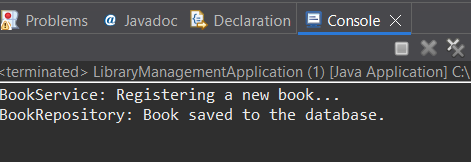 Problems Javadoc Declaration Console
<terminated> LibraryManagementApplication (1) [Java Application] C:\
BookService: Registering a new book...
BookRepository: Book saved to the database.